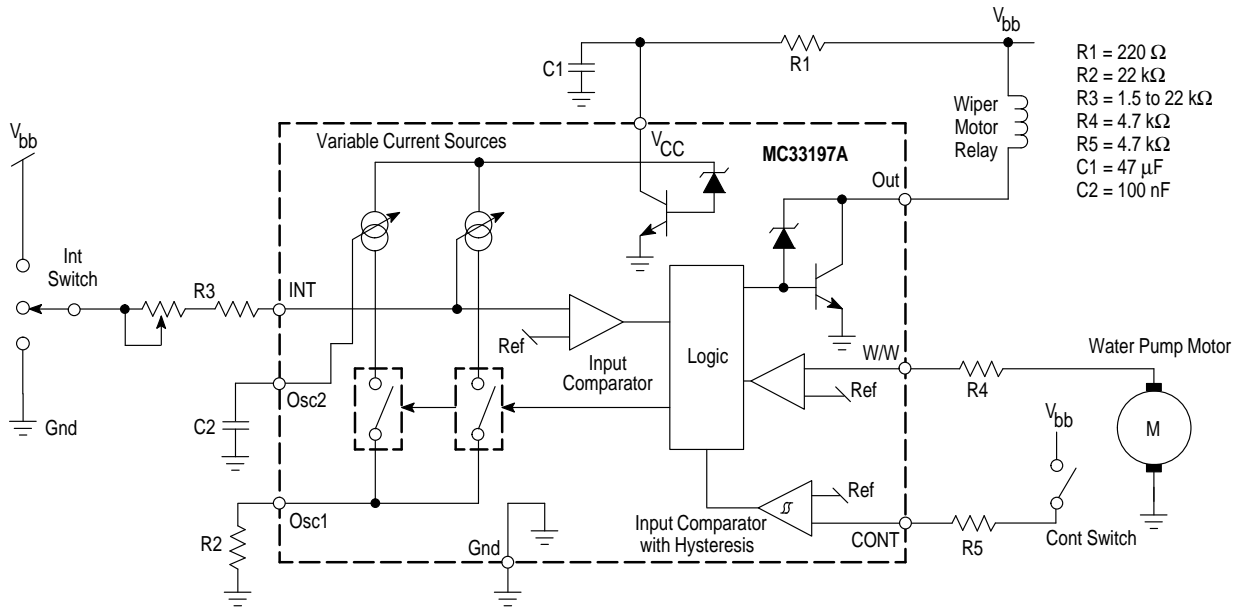 V_bb
R1
C1
R1 = 220 Ω
R2 = 22 kΩ
R3 = 1.5 to 22 kΩ
R4 = 4.7 kΩ
R5 = 4.7 kΩ
C1 = 47 μF
C2 = 100 nF
Wiper
Motor
Relay
V_bb
Variable Current Sources
V_CC
MC33197A
Out
Int
Switch
R3
INT
Ref
Input
Comparator
Logic
W/W
Ref
R4
Water Pump Motor
M
Osc2
C2
Gnd
V_bb
Osc1
R2
Gnd
Input Comparator
with Hysteresis
Ref
CONT
R5
Cont Switch